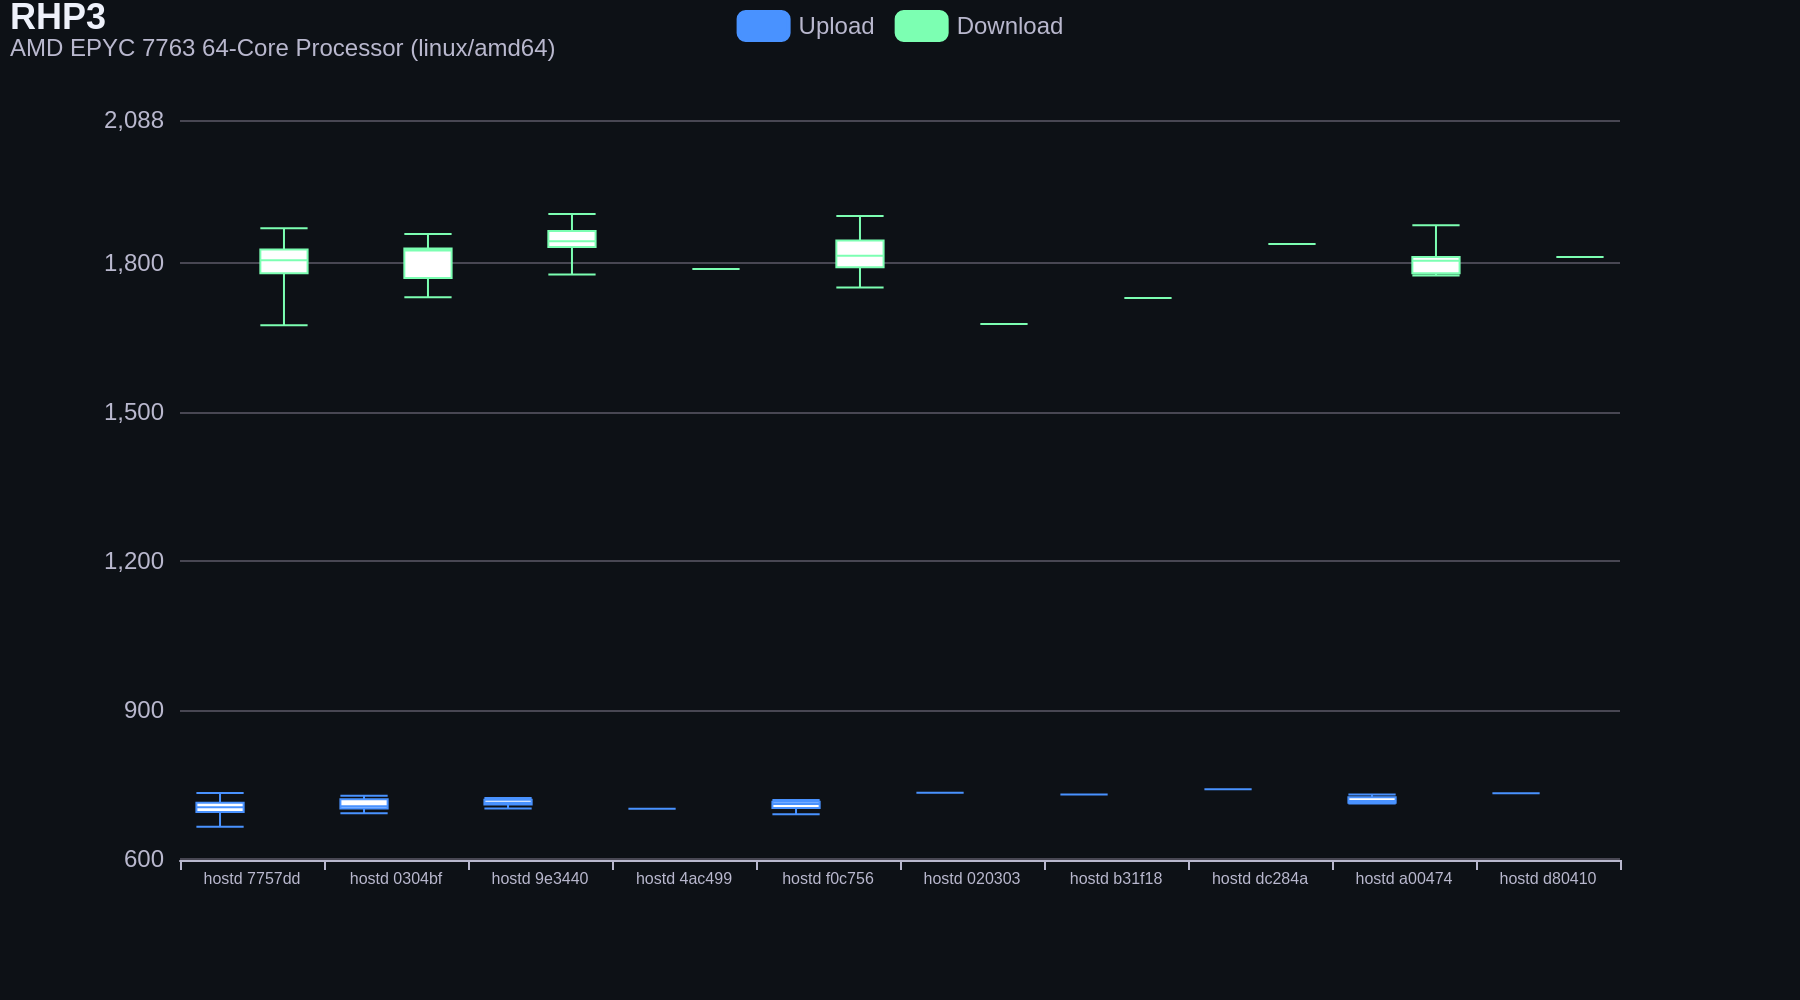 RHP3
AMD EPYC 7763 64-Core Processor (linux/amd64)
Upload Download
2,088
1,800
1,500
1,200
900
600
hostd 7757dd hostd 0304bf hostd 9e3440 hostd 4ac499 hostd f0c756 hostd 020303 hostd b31f18 hostd dc284a hostd a00474 hostd d80410